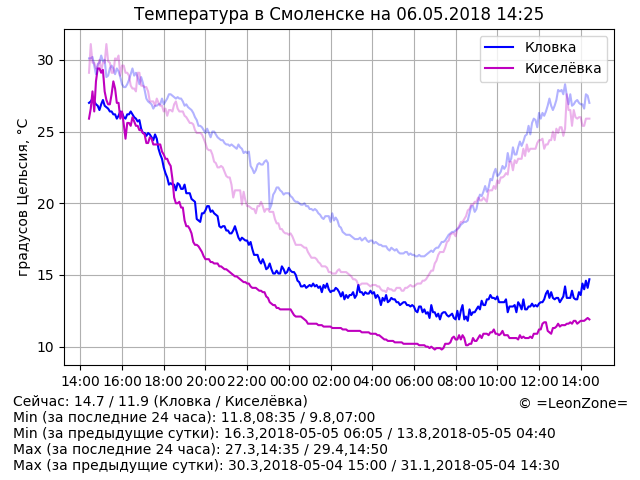 Температура в Смоленске на 06.05.2018 14:25
Кловка
Киселёвка
градусов Цельсия, °C
30
25
20
15
10
14:00 16:00 18:00 20:00 22:00 00:00 02:00 04:00 06:00 08:00 10:00 12:00 14:00
Сейчас: 14.7 / 11.9 (Кловка / Киселёвка)
© =LeonZone=
Min (за последние 24 часа): 11.8,08:35 / 9.8,07:00
Min (за предыдущие сутки): 16.3,2018-05-05 06:05 / 13.8,2018-05-05 04:40
Max (за последние 24 часа): 27.3,14:35 / 29.4,14:50
Max (за предыдущие сутки): 30.3,2018-05-04 15:00 / 31.1,2018-05-04 14:30